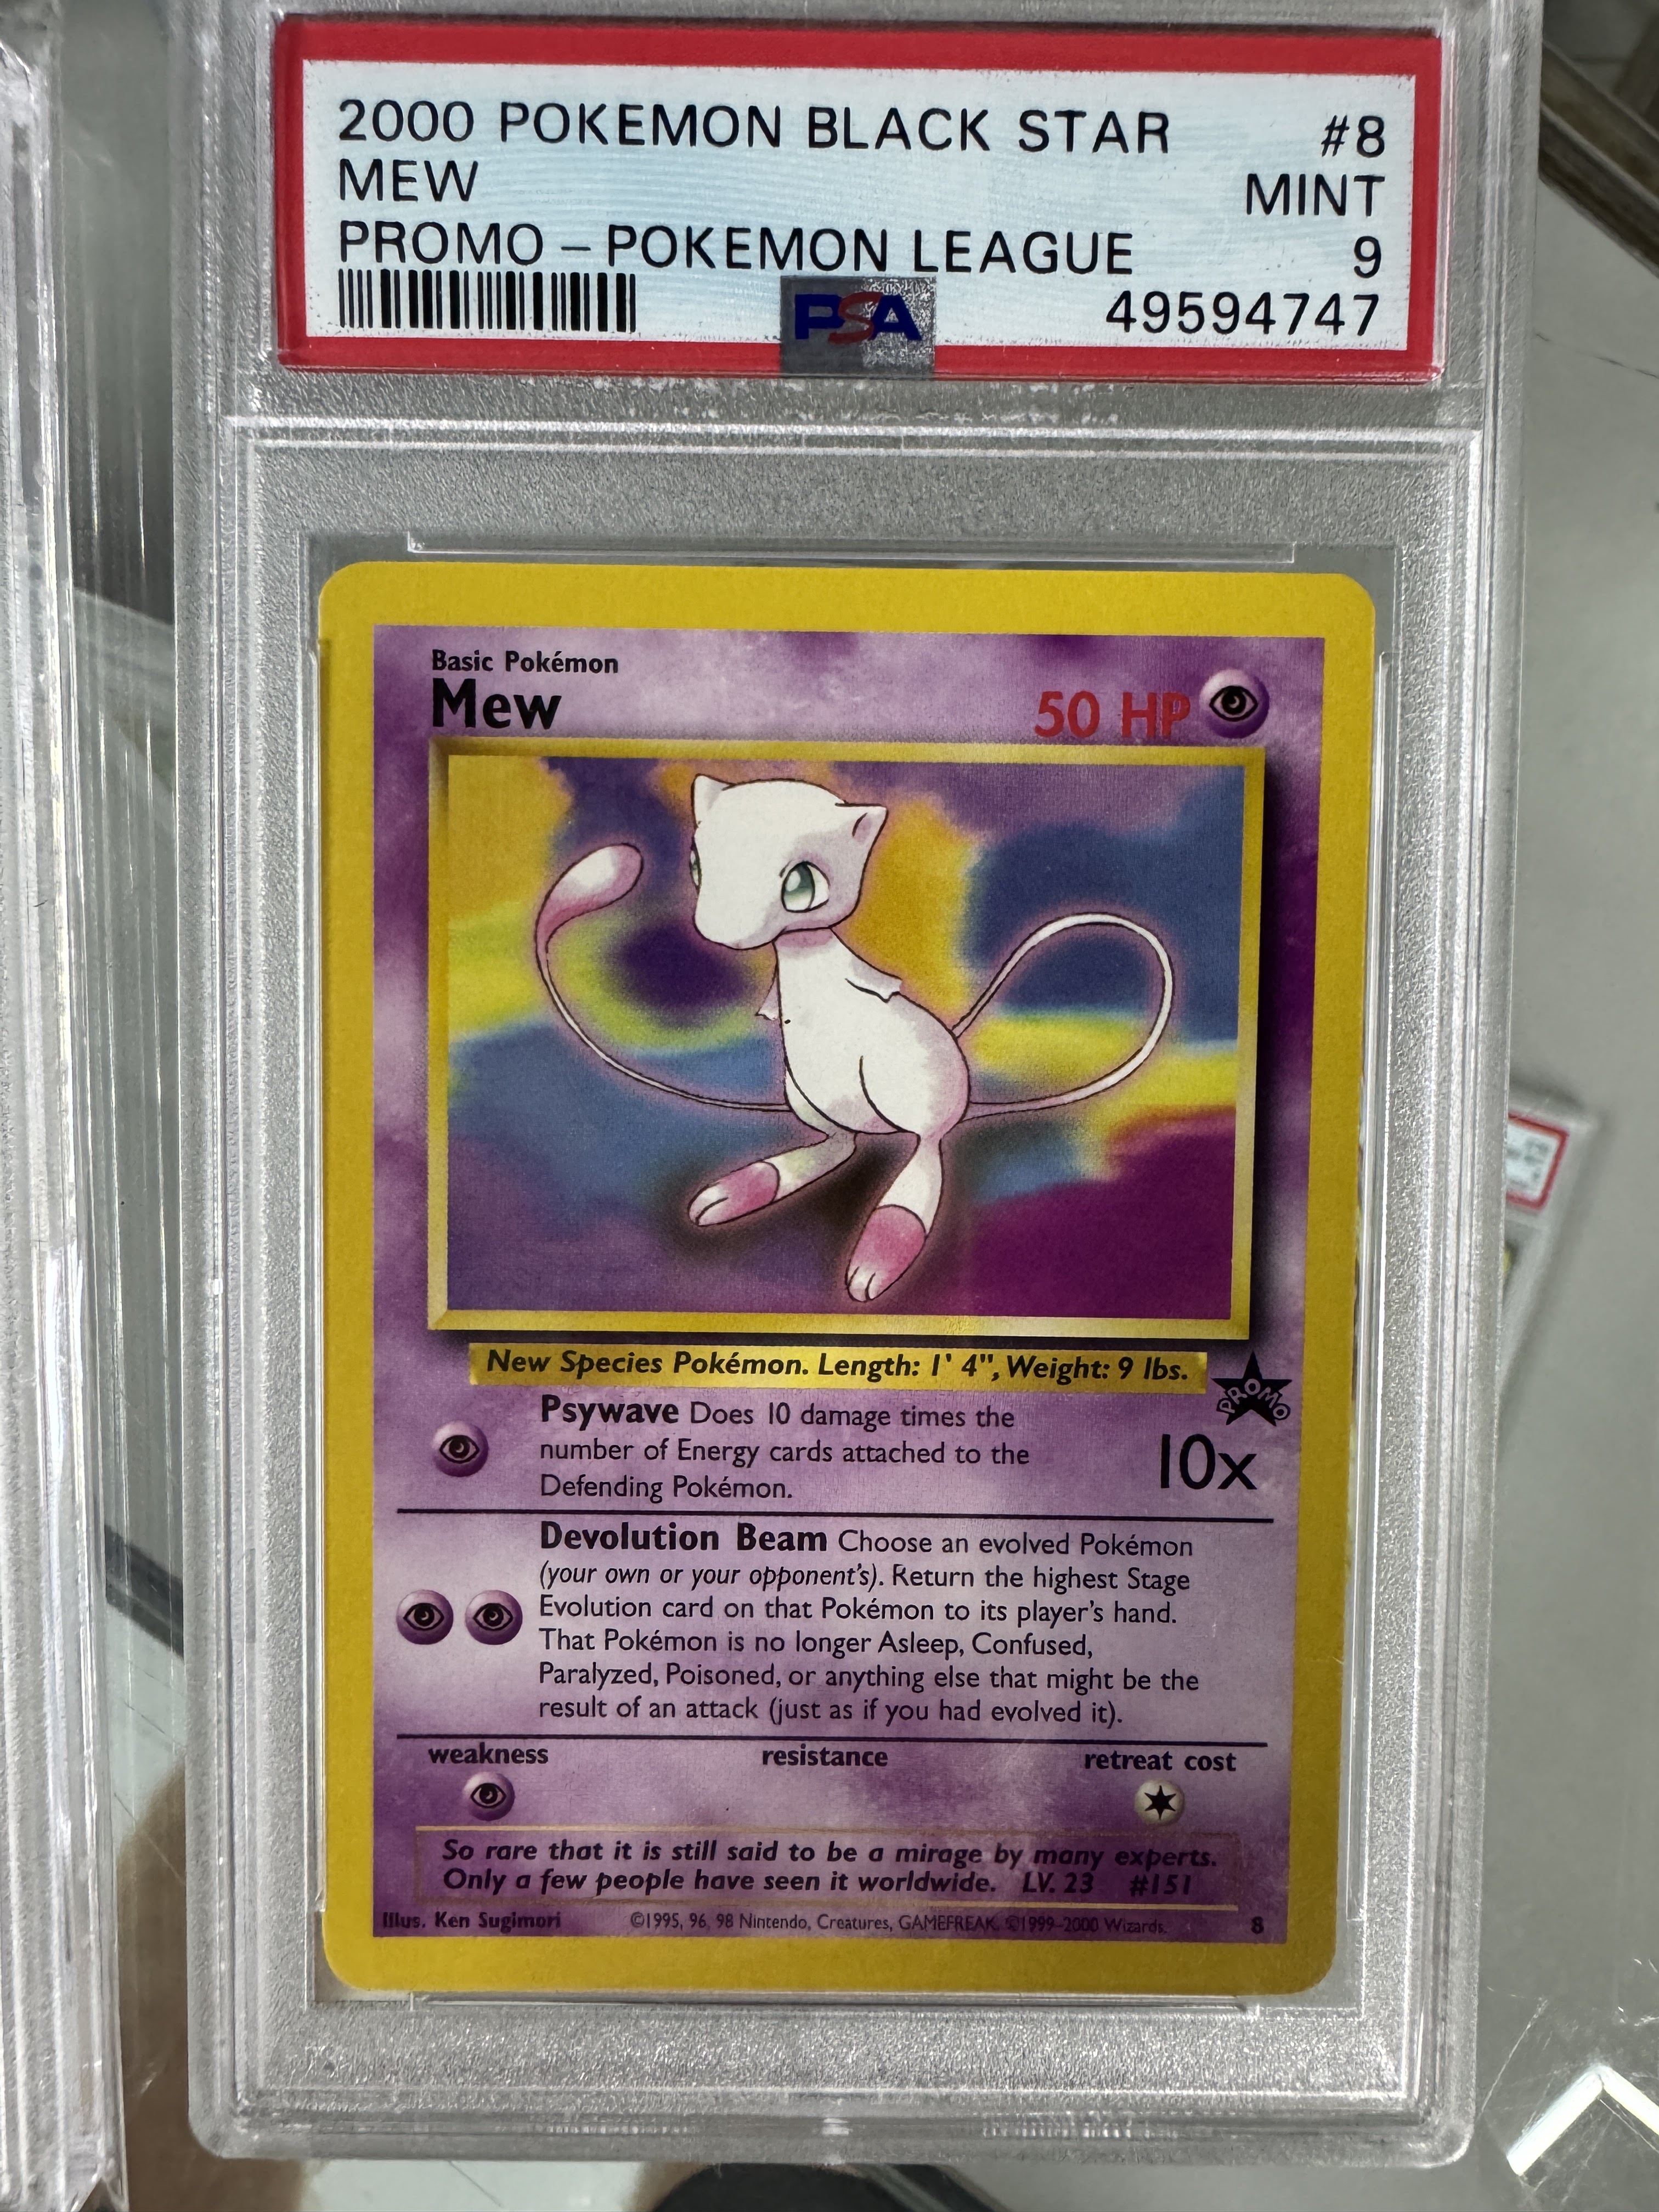 2000 POKEMON BLACK STAR #8
MEW MINT
PROMO – POKEMON LEAGUE 9
PSA 49594747
Basic Pokémon
Mew 50 HP
New Species Pokémon. Length: 1' 4", Weight: 9 lbs.
PROMO
Psywave Does 10 damage times the
number of Energy cards attached to the
Defending Pokémon.
10x
Devolution Beam Choose an evolved Pokémon
(your own or your opponent's). Return the highest Stage
Evolution card on that Pokémon to its player's hand.
That Pokémon is no longer Asleep, Confused,
Paralyzed, Poisoned, or anything else that might be the
result of an attack (just as if you had evolved it).
weakness resistance retreat cost
So rare that it is still said to be a mirage by many experts.
Only a few people have seen it worldwide. LV. 23 #151
Illus. Ken Sugimori ©1995, 96, 98 Nintendo, Creatures, GAMEFREAK. ©1999–2000 Wizards. 8